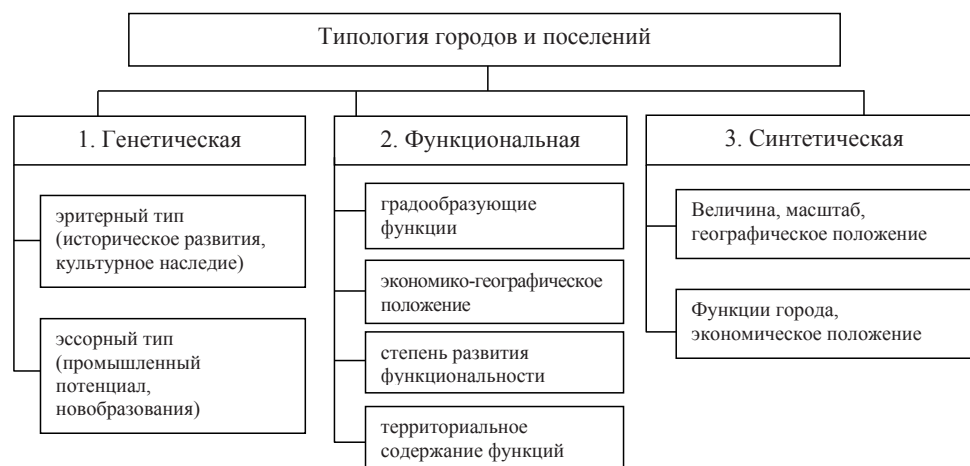 Типология городов и поселений
1. Генетическая
эритерный тип
(историческое развития,
культурное наследие)
эссорный тип
(промышленный
потенциал,
новобразования)
2. Функциональная
градообразующие
функции
экономико-географическое
положение
степень развития
функциональности
территориальное
содержание функций
3. Синтетическая
Величина, масштаб,
географическое положение
Функции города,
экономическое положение